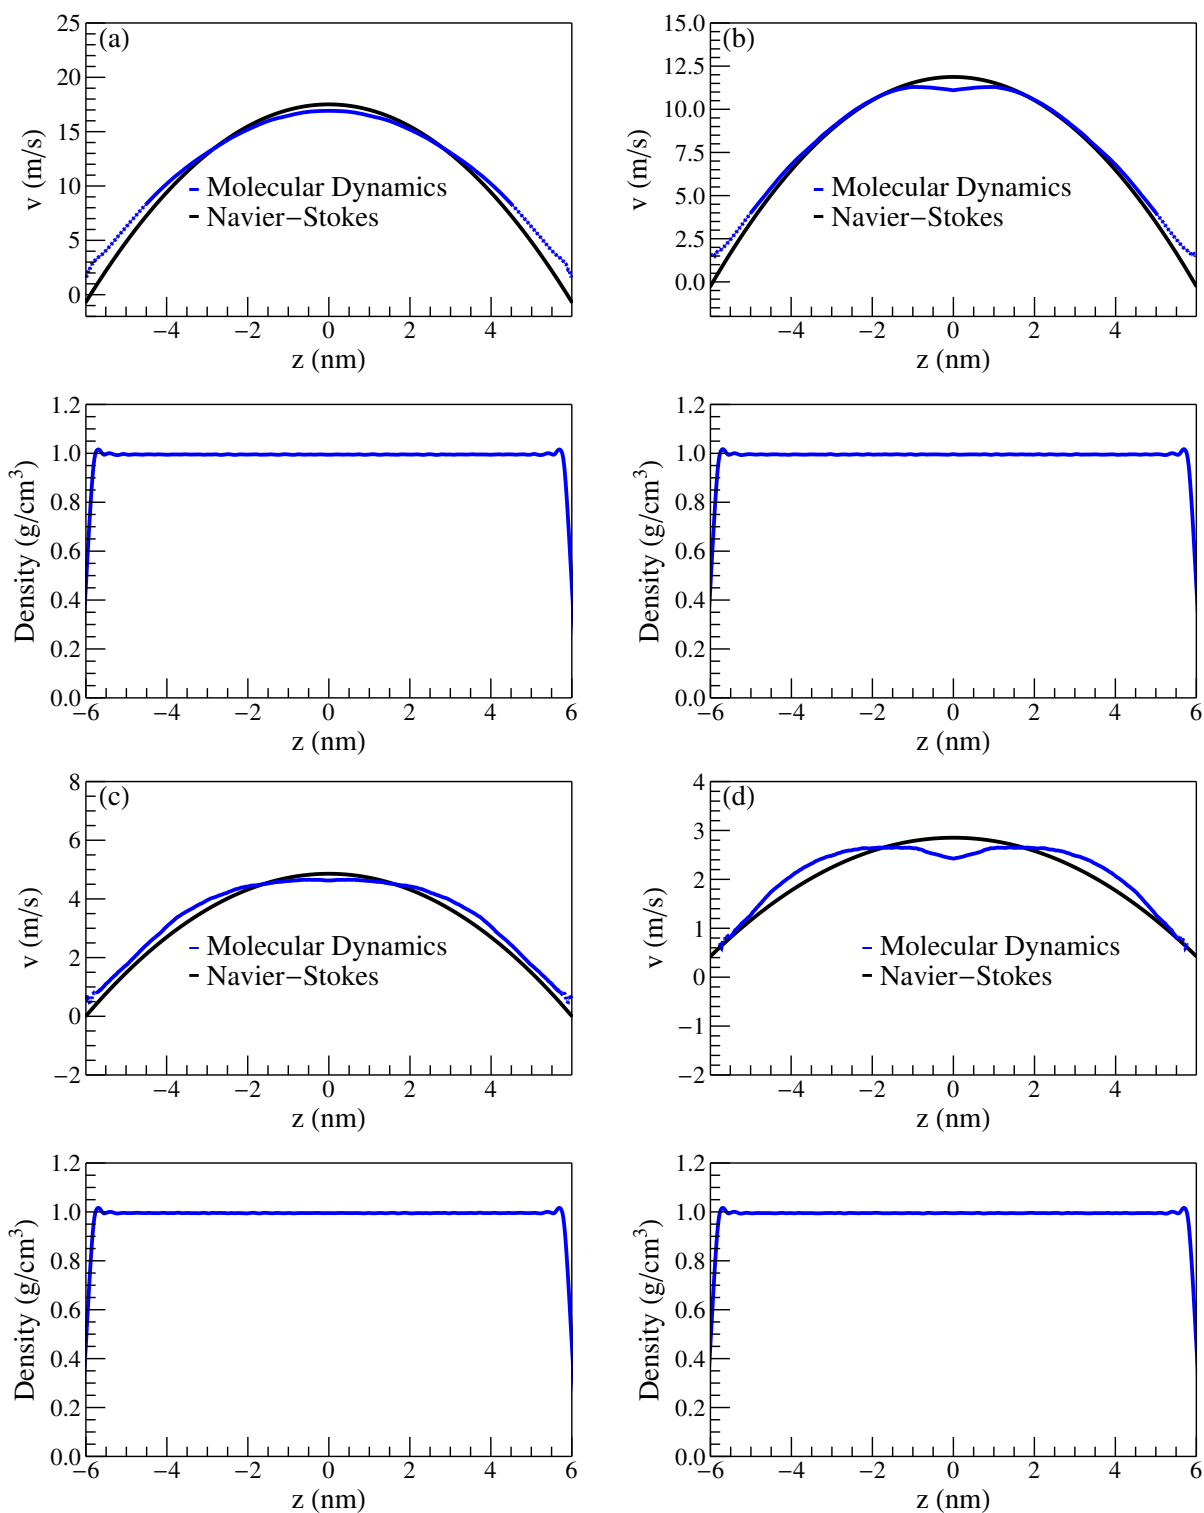 (a)
25
20
15
10
5
0
v (m/s)
Molecular Dynamics
Navier−Stokes
−4 −2 0 2 4
z (nm)
(b)
15.0
12.5
10.0
7.5
5.0
2.5
0.0
v (m/s)
Molecular Dynamics
Navier−Stokes
−4 −2 0 2 4
z (nm)
1.2
1.0
0.8
0.6
0.4
0.2
0.0
Density (g/cm³)
−6 −4 −2 0 2 4 6
z (nm)
1.2
1.0
0.8
0.6
0.4
0.2
0.0
Density (g/cm³)
−6 −4 −2 0 2 4 6
z (nm)
(c)
8
6
4
2
0
−2
v (m/s)
Molecular Dynamics
Navier−Stokes
−4 −2 0 2 4
z (nm)
(d)
4
3
2
1
0
−1
−2
v (m/s)
Molecular Dynamics
Navier−Stokes
−4 −2 0 2 4
z (nm)
1.2
1.0
0.8
0.6
0.4
0.2
0.0
Density (g/cm³)
−6 −4 −2 0 2 4 6
z (nm)
1.2
1.0
0.8
0.6
0.4
0.2
0.0
Density (g/cm³)
−6 −4 −2 0 2 4 6
z (nm)